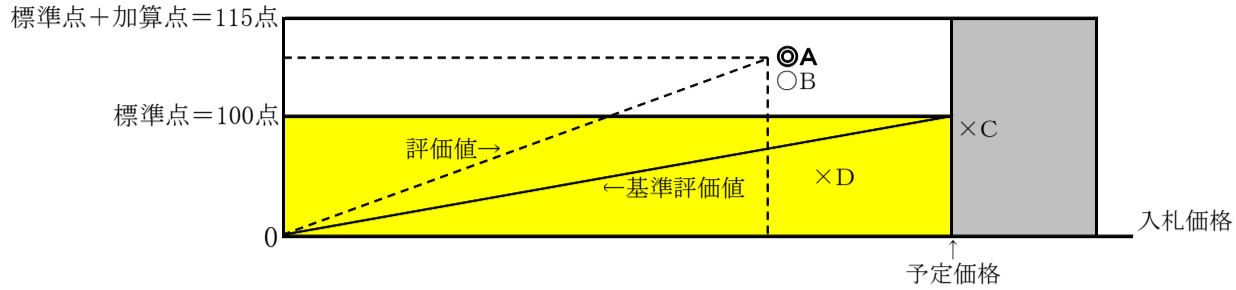 標準点＋加算点＝115点
◎A
○B
標準点＝100点
×C
評価値→
×D
←基準評価値
入札価格
0
↑
予定価格